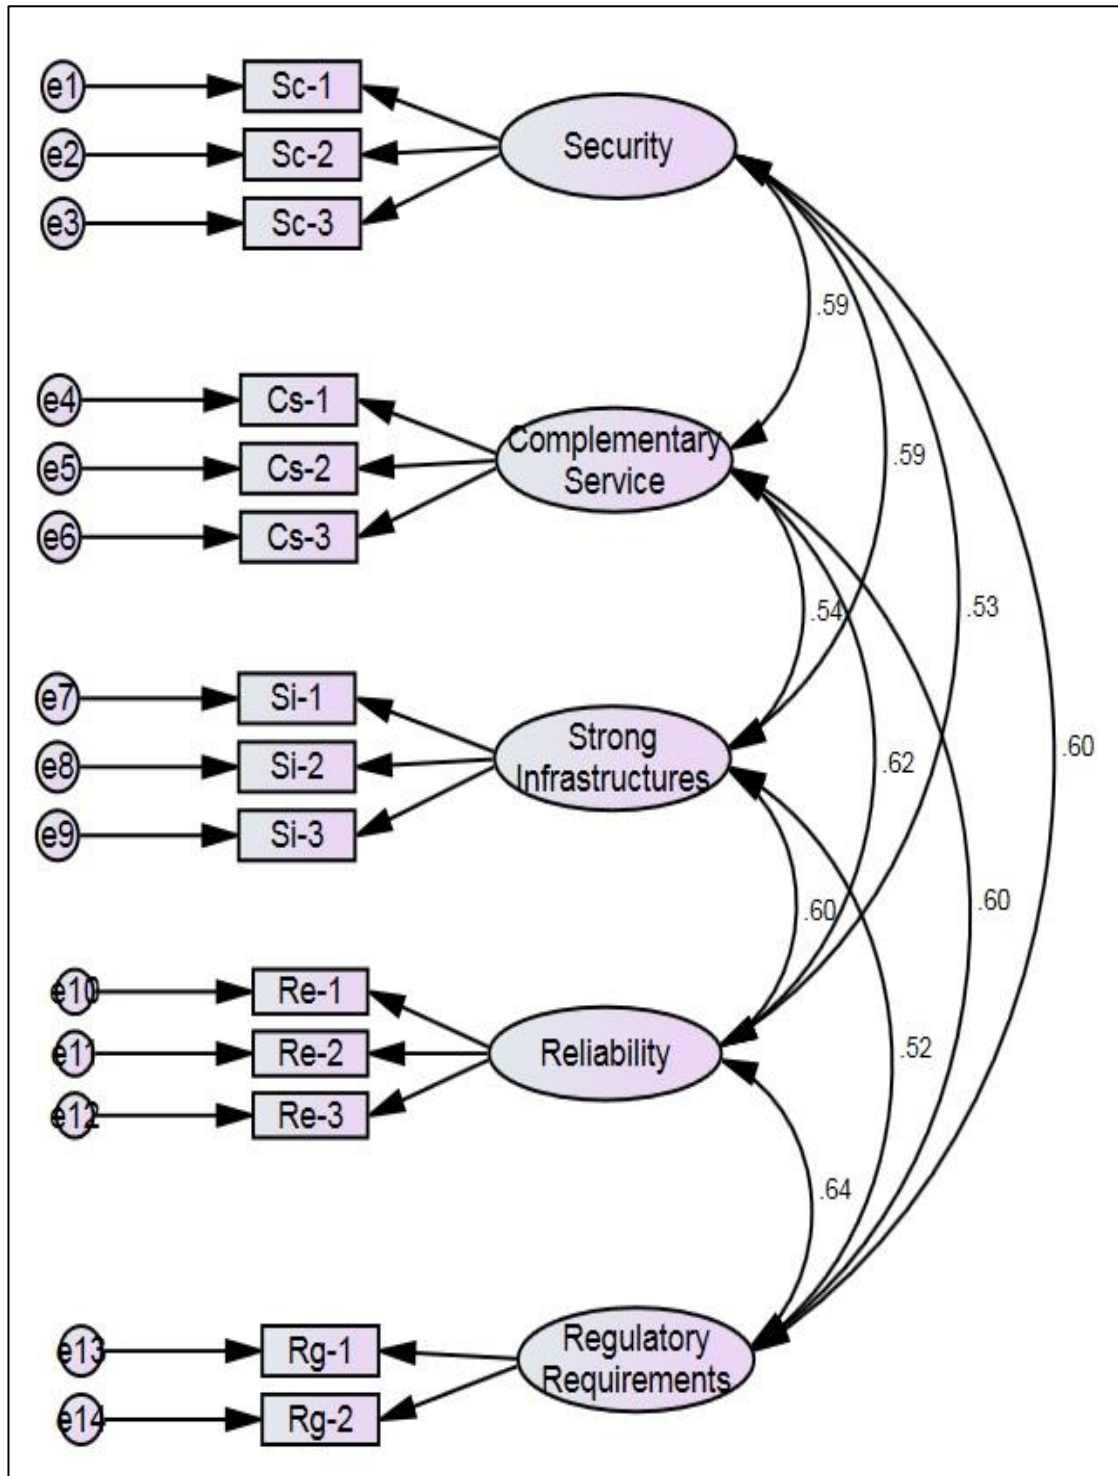 e1
Sc-1
e2
Sc-2
e3
Sc-3
Security
.59
e4
Cs-1
e5
Cs-2
e6
Cs-3
Complementary
Service
.59
.54
.53
e7
Si-1
e8
Si-2
e9
Si-3
Strong
Infrastructures
.62
.60
.60
.60
e10
Re-1
e11
Re-2
e12
Re-3
Reliability
.52
.64
e13
Rg-1
e14
Rg-2
Regulatory
Requirements